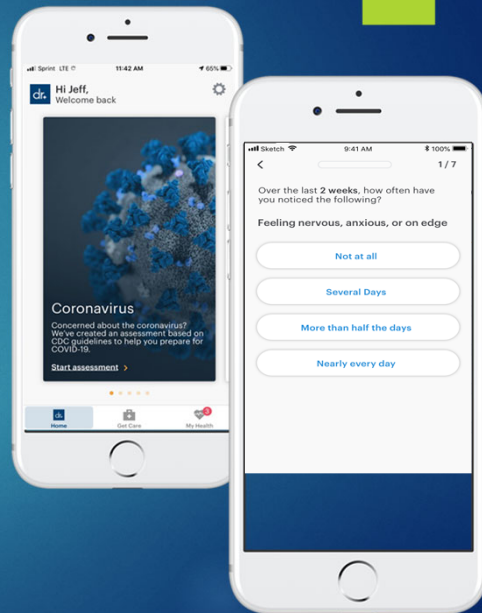 Sprint LTE
11:42 AM
65%
dr.
Hi Jeff,
Welcome back
Coronavirus
Concerned about the coronavirus?
We've created an assessment based on
CDC guidelines to help you prepare for
COVID-19.
Start assessment >
dr.
Home
Get Care
3
My Health
Sketch
9:41 AM
100%
<
1 / 7
Over the last 2 weeks, how often have
you noticed the following?
Feeling nervous, anxious, or on edge
Not at all
Several Days
More than half the days
Nearly every day